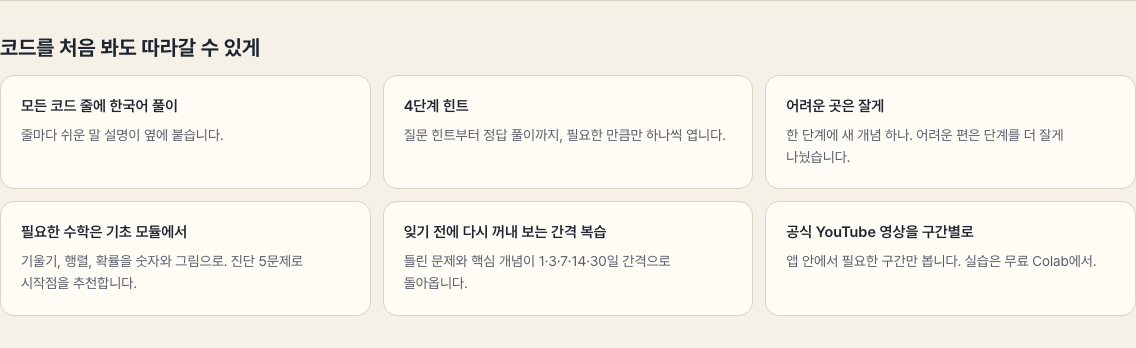 코드를 처음 봐도 따라갈 수 있게
모든 코드 줄에 한국어 풀이
줄마다 쉬운 말 설명이 옆에 붙습니다.
4단계 힌트
질문 힌트부터 정답 풀이까지, 필요한 만큼만 하나씩 엽니다.
어려운 곳은 잘게
한 단계에 새 개념 하나. 어려운 편은 단계를 더 잘게
나눴습니다.
필요한 수학은 기초 모듈에서
기울기, 행렬, 확률을 숫자와 그림으로. 진단 5문제로
시작점을 추천합니다.
잊기 전에 다시 꺼내 보는 간격 복습
틀린 문제와 핵심 개념이 1·3·7·14·30일 간격으로
돌아옵니다.
공식 YouTube 영상을 구간별로
앱 안에서 필요한 구간만 봅니다. 실습은 무료 Colab에서.